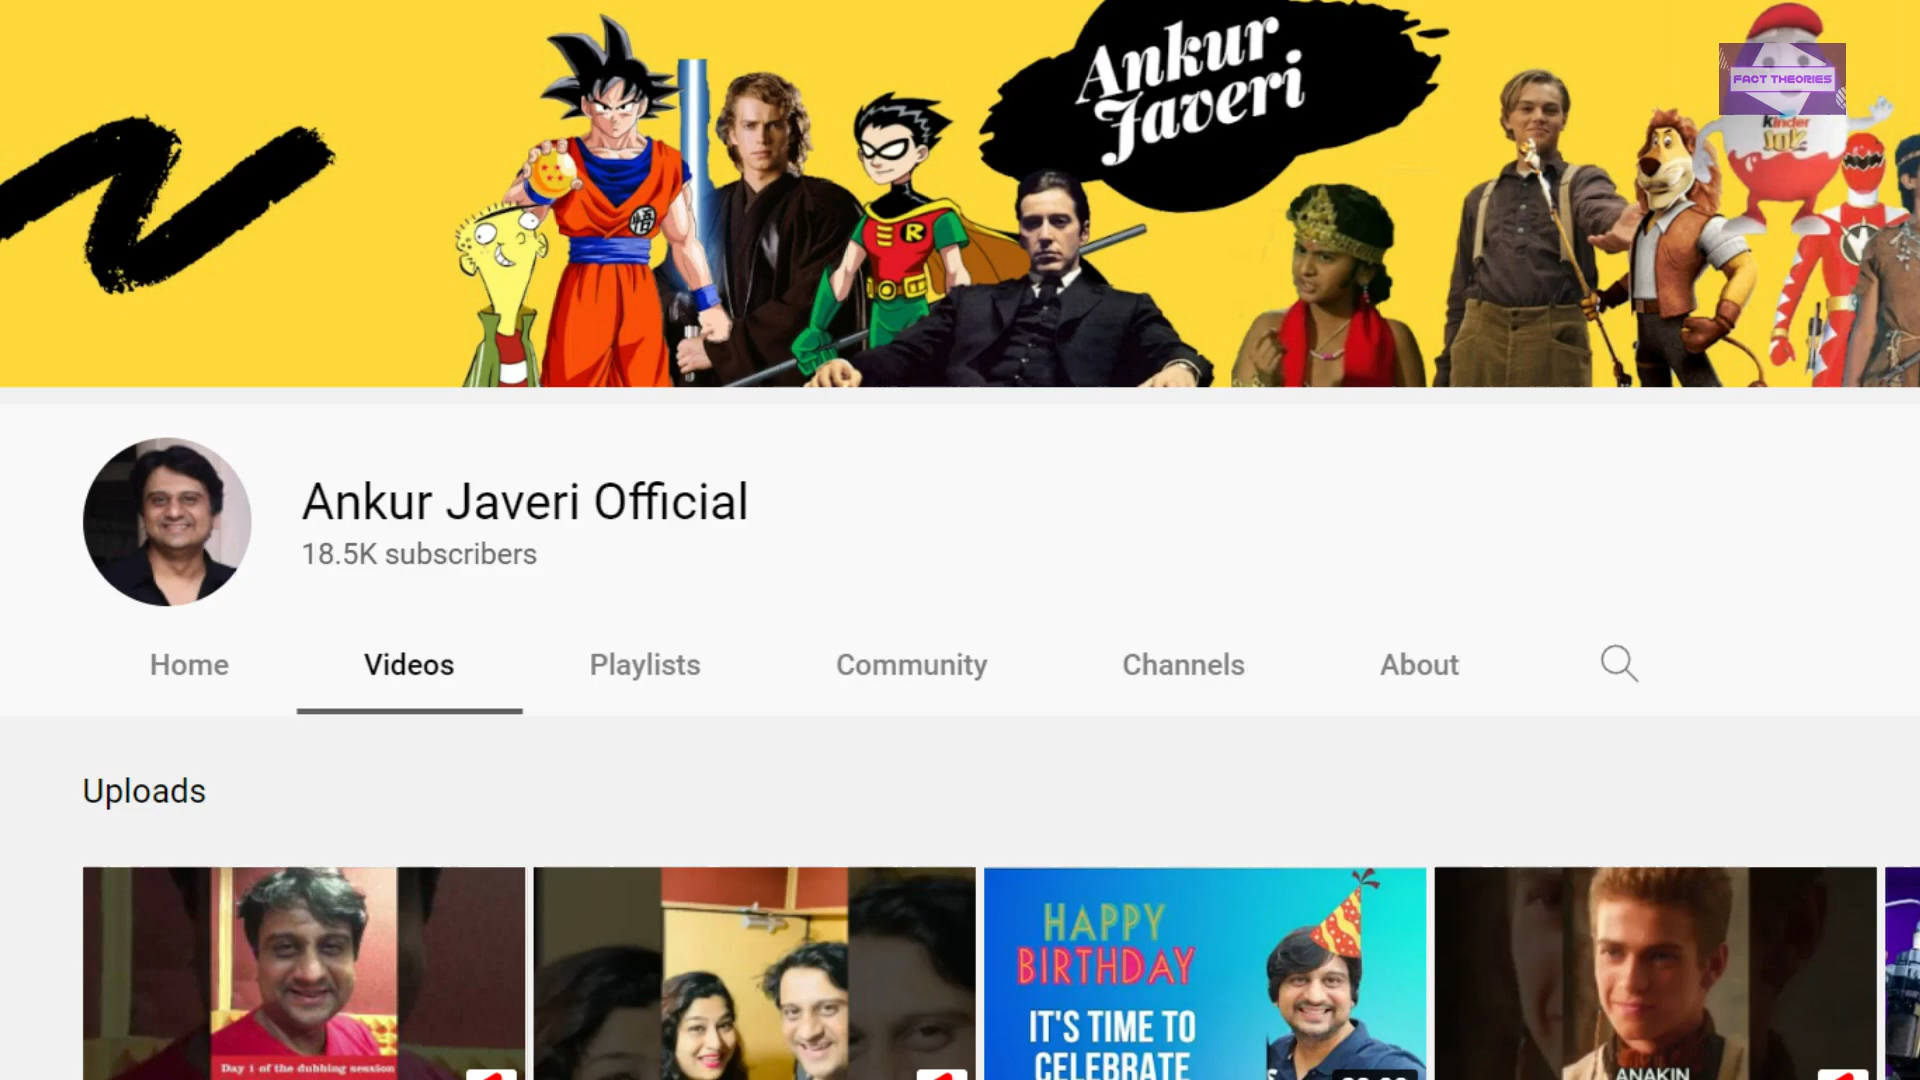 Ankur
Javeri
FACT THEORIES
Kinder
Joy
R
悟
Ankur Javeri Official
18.5K subscribers
Home Videos Playlists Community Channels About
Uploads
HAPPY
BIRTHDAY
IT'S TIME TO
CELEBRATE
Day 1 of the dubbing session
ANAKIN